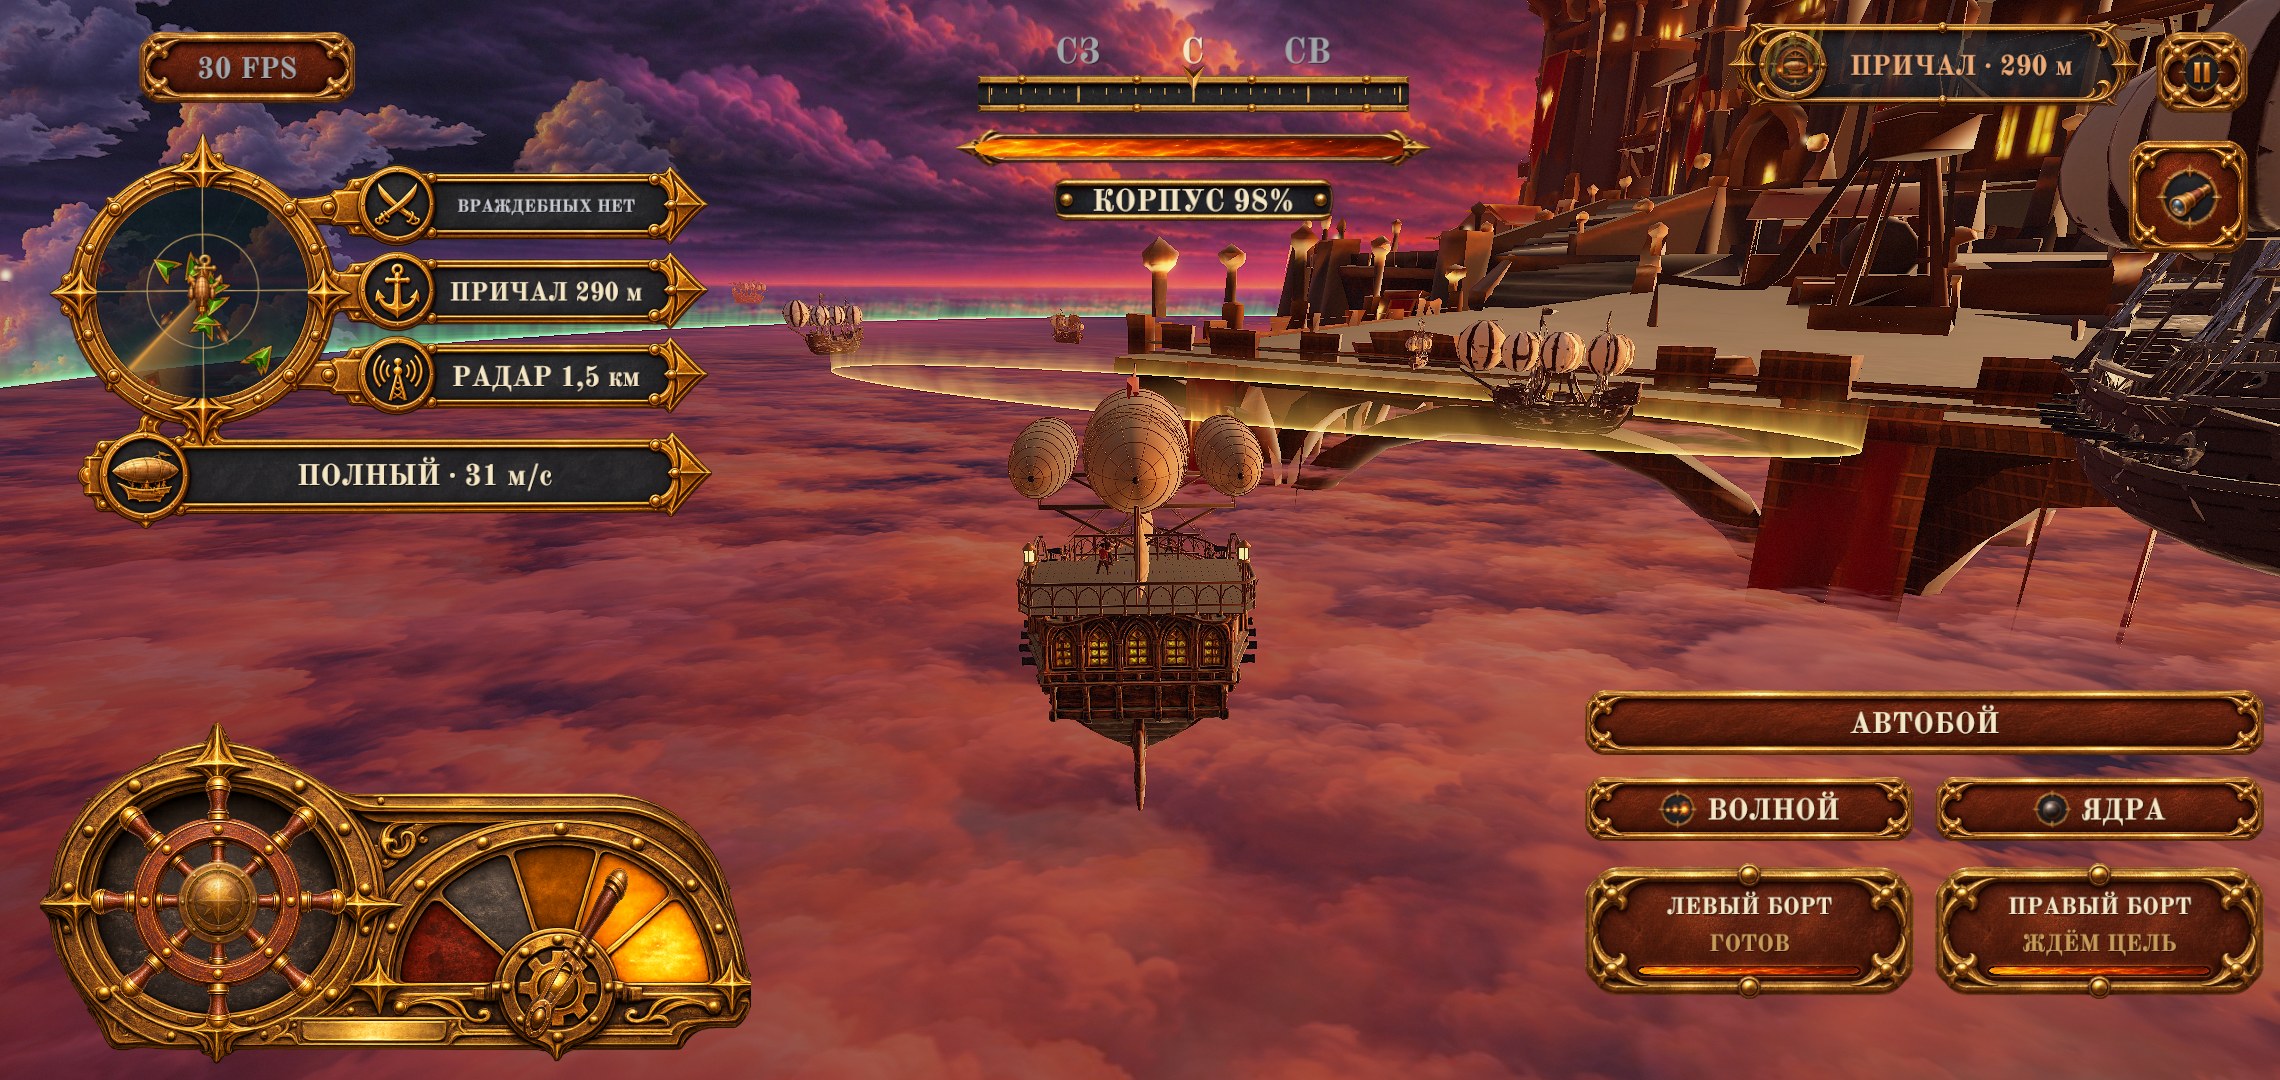 30 FPS
СЗ С СВ
ПРИЧАЛ · 290 м
КОРПУС 98%
ВРАЖДЕБНЫХ НЕТ
ПРИЧАЛ 290 м
РАДАР 1,5 км
ПОЛНЫЙ · 31 м/с
АВТОБОЙ
ВОЛНОЙ
ЯДРА
ЛЕВЫЙ БОРТ
ГОТОВ
ПРАВЫЙ БОРТ
ЖДЁМ ЦЕЛЬ